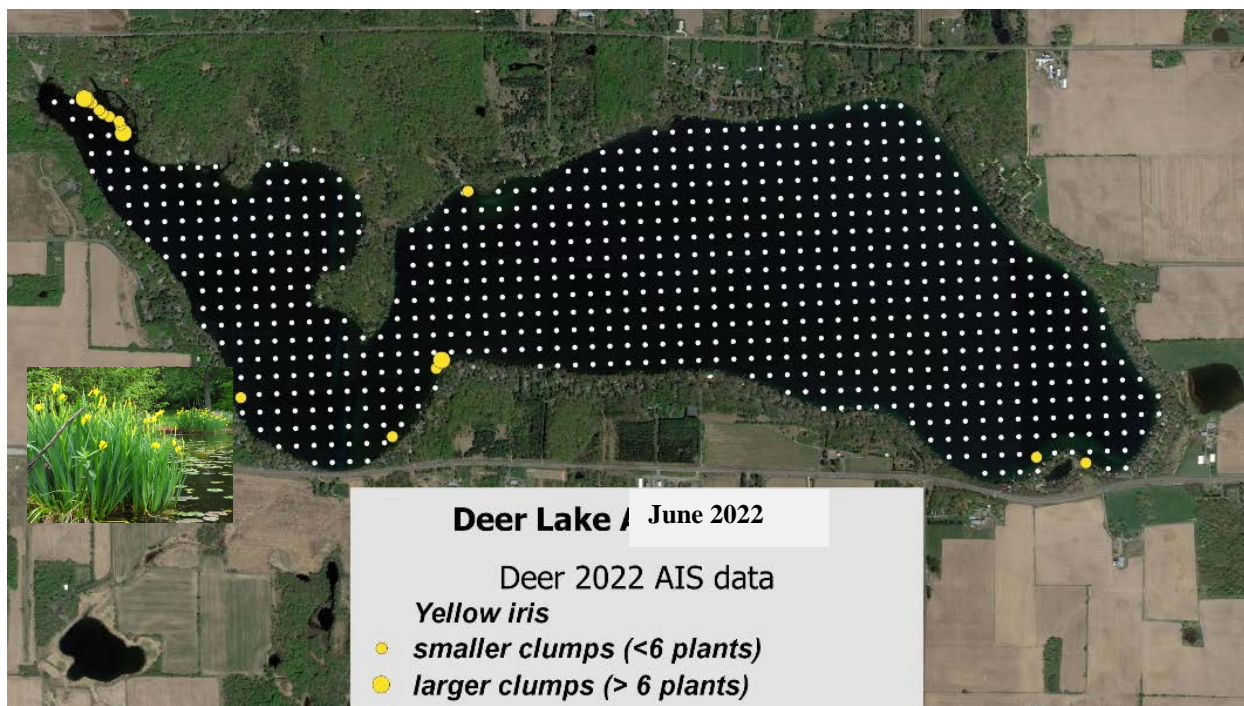 Deer Lake A
June 2022
Deer 2022 AIS data
Yellow iris
smaller clumps (<6 plants)
larger clumps (> 6 plants)